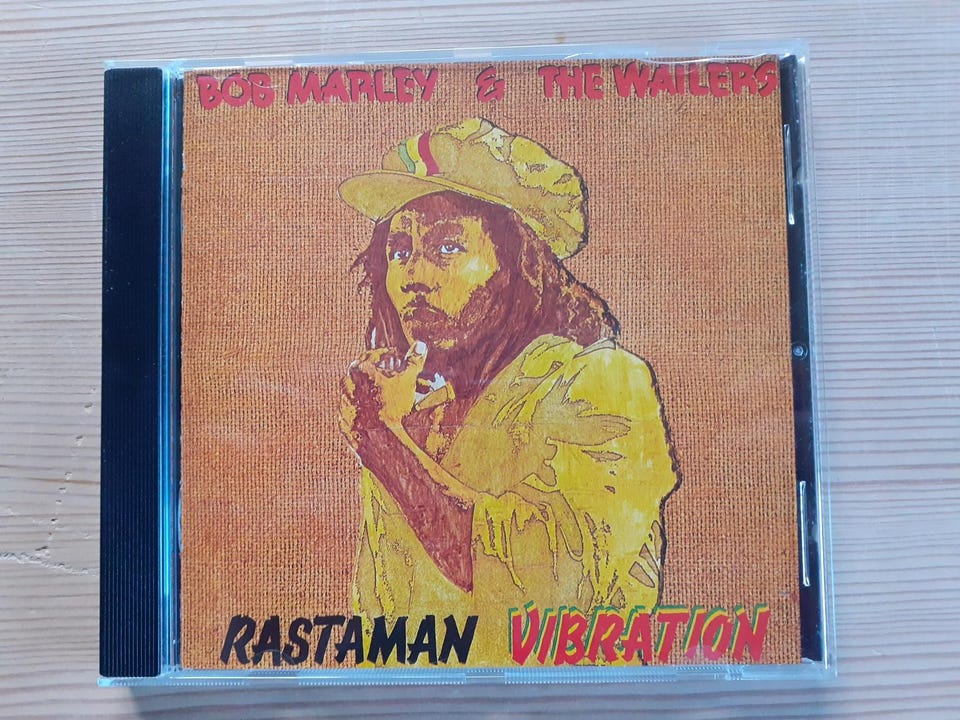 BOB MARLEY & THE WAILERS
RASTAMAN VIBRATION